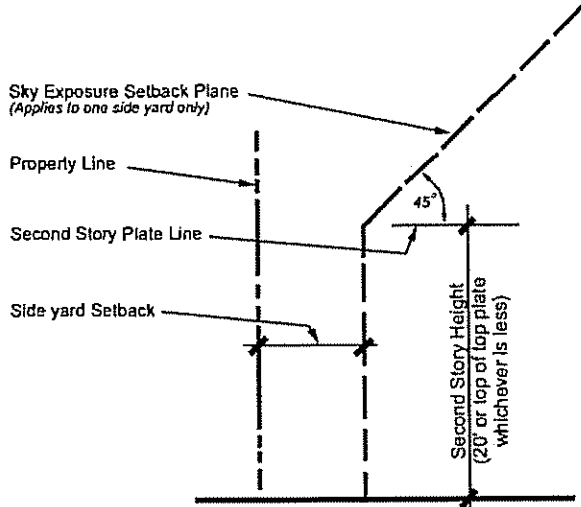 Sky Exposure Setback Plane
(Applies to one side yard only)
Property Line
45°
Second Story Plate Line
Side yard Setback
Second Story Height
(20' or top of top plate
whichever is less)